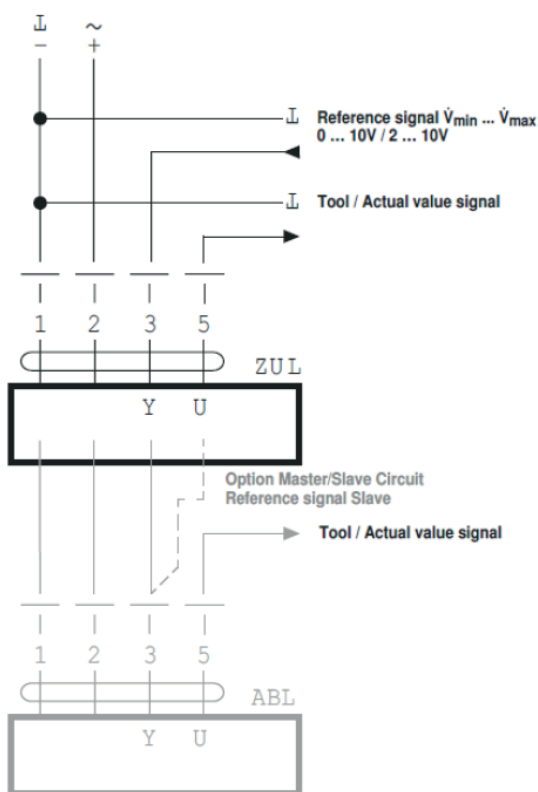 ⊥ ~
- +
⊥ Reference signal V̇min ... V̇max
0 ... 10V / 2 ... 10V
⊥ Tool / Actual value signal
1 2 3 5
ZUL
Y U
Option Master/Slave Circuit
Reference signal Slave
Tool / Actual value signal
1 2 3 5
ABL
Y U